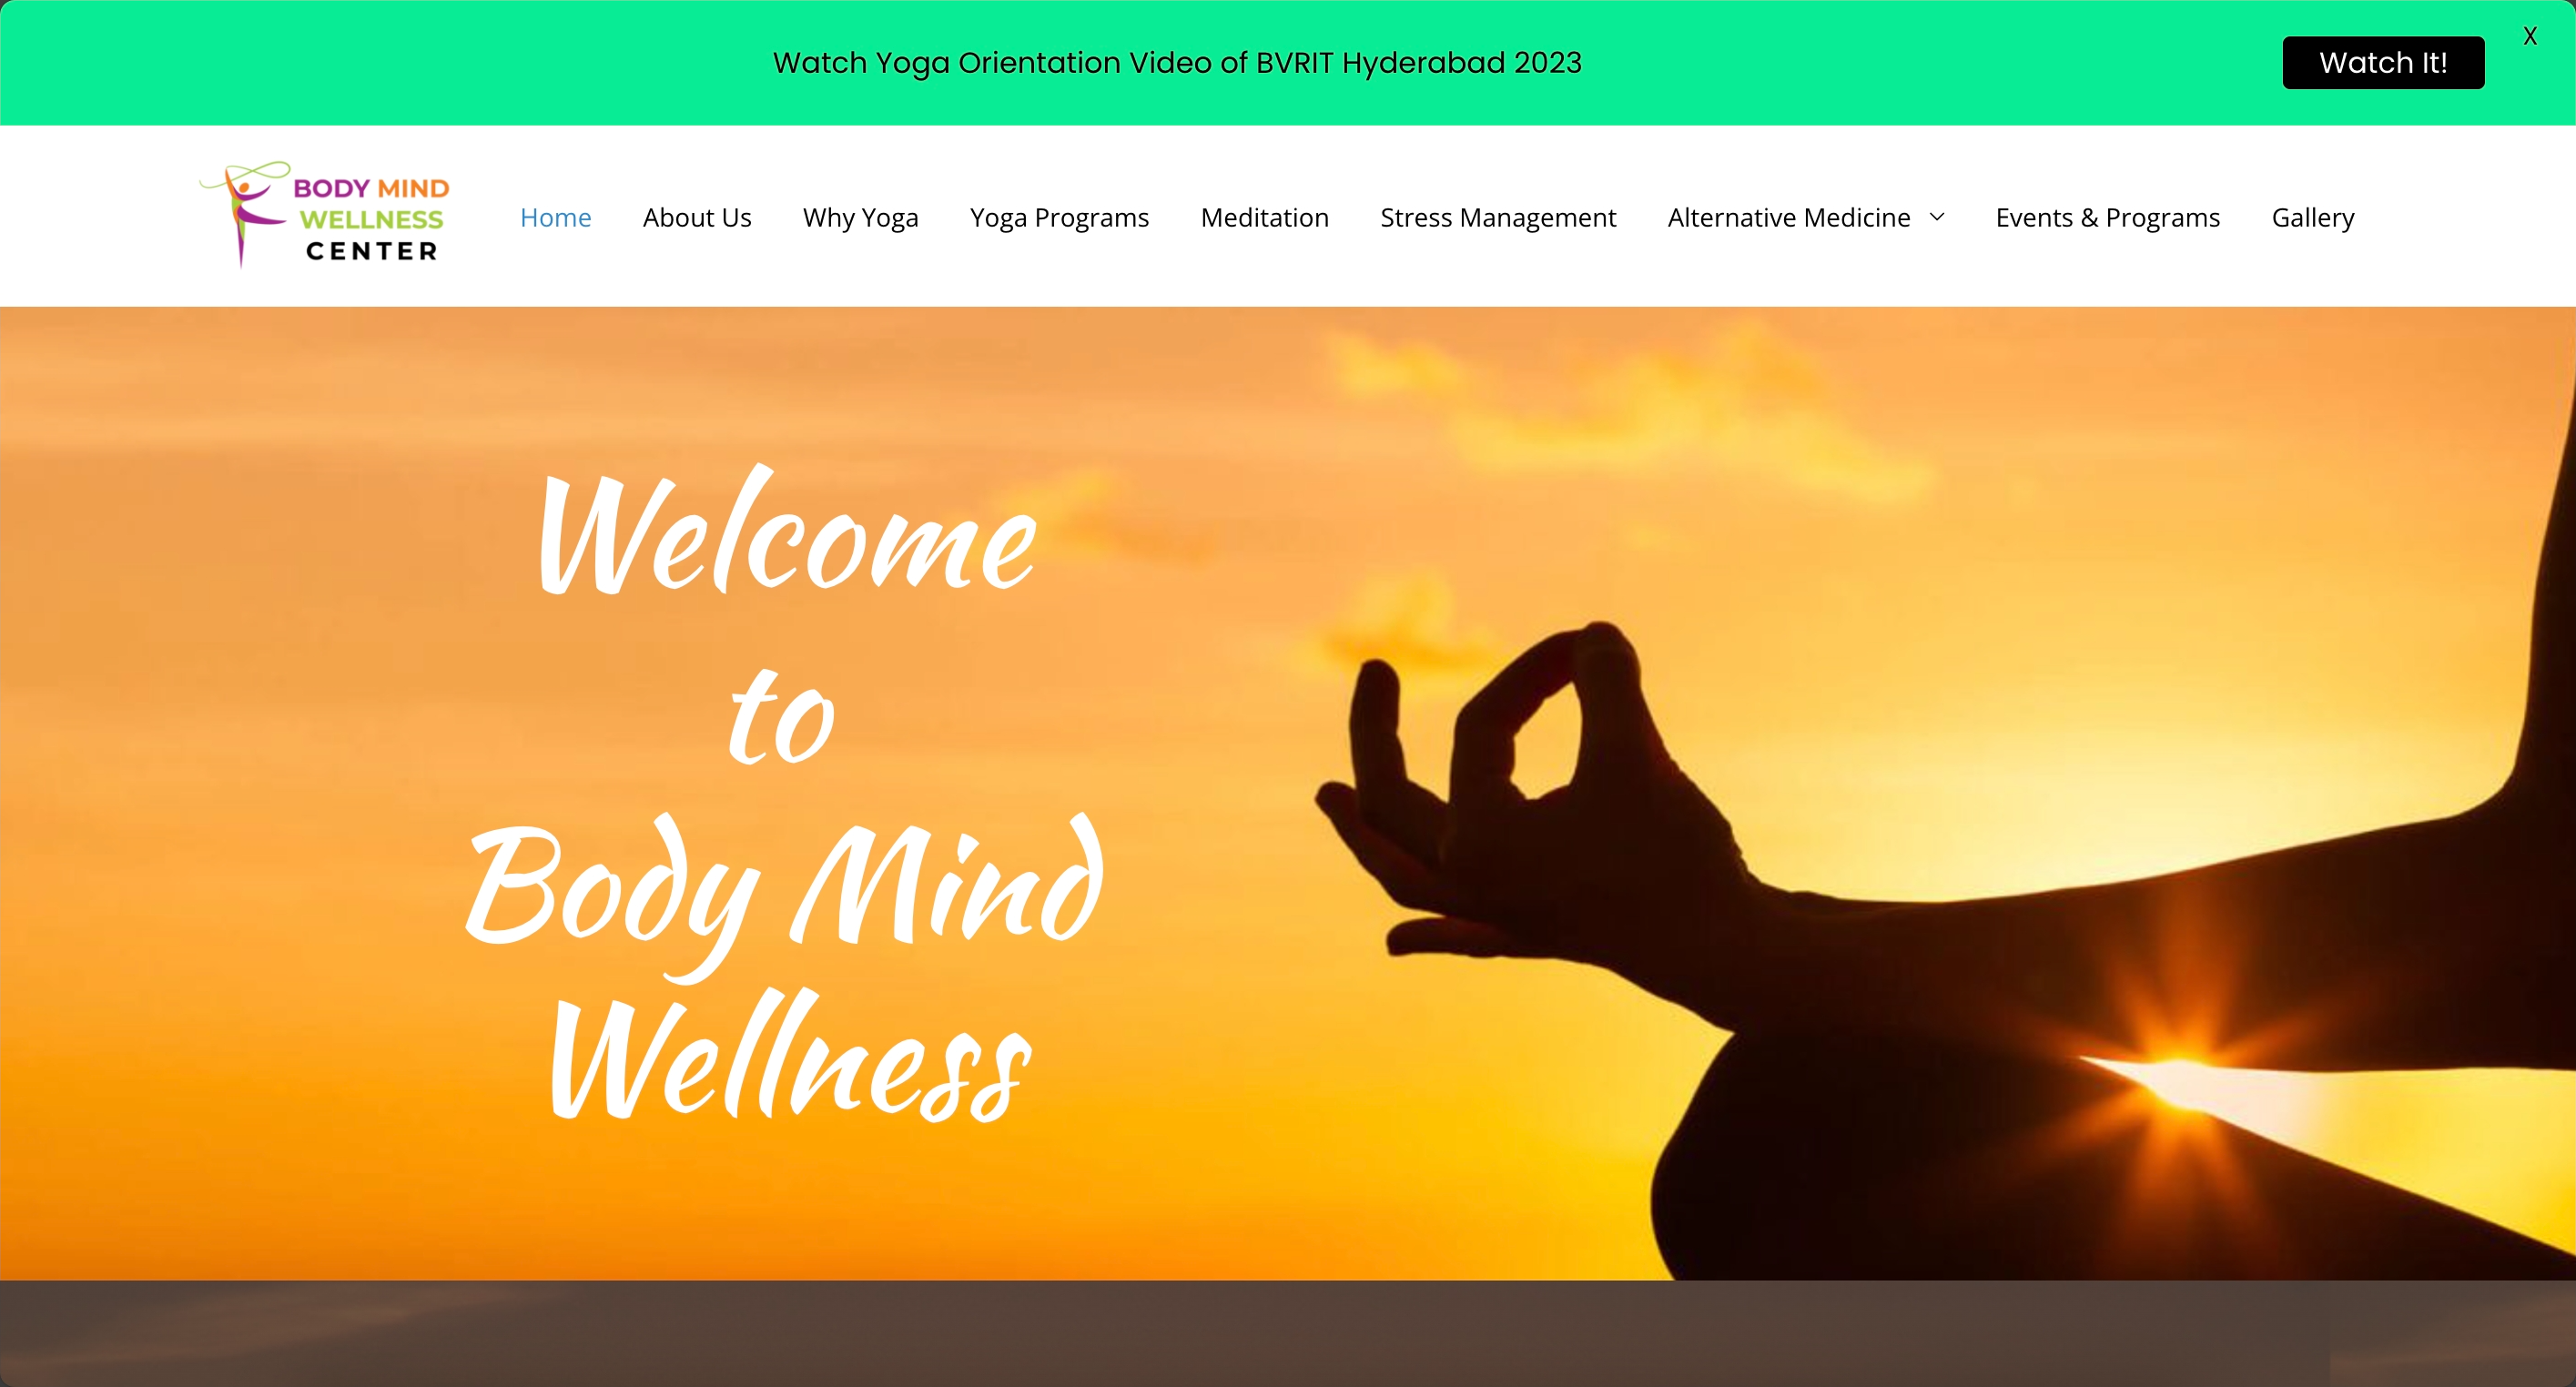 Watch Yoga Orientation Video of BVRIT Hyderabad 2023
Watch It!
X
BODY MIND
WELLNESS
CENTER
Home
About Us
Why Yoga
Yoga Programs
Meditation
Stress Management
Alternative Medicine
Events & Programs
Gallery
Welcome
to
Body Mind
Wellness